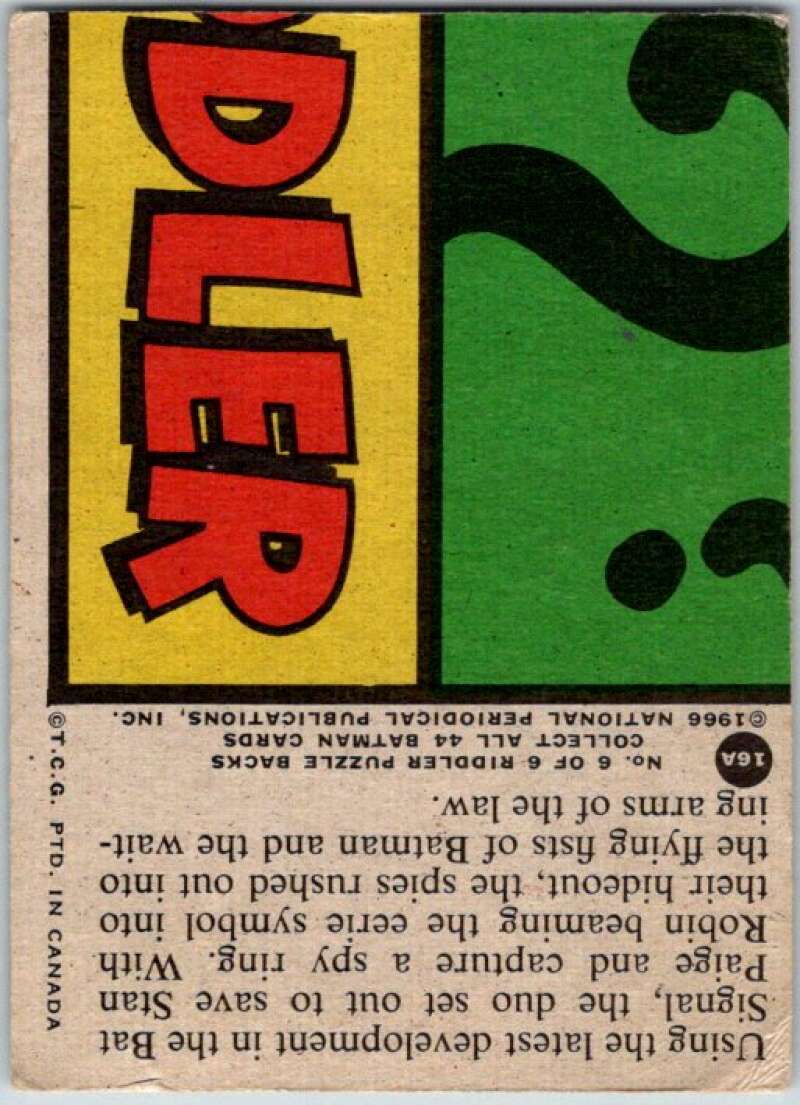 DDLER
Using the latest development in the Bat
Signal, the duo set out to save Stan
Paige and capture a spy ring. With
Robin beaming the eerie symbol into
their hideout, the spies rushed out into
the flying fists of Batman and the wait-
ing arms of the law.
16A
No. 6 OF 6 RIDDLER PUZZLE BACKS
COLLECT ALL 44 BATMAN CARDS
©1966 NATIONAL PERIODICAL PUBLICATIONS, INC.
©T.C.G. PTD. IN CANADA